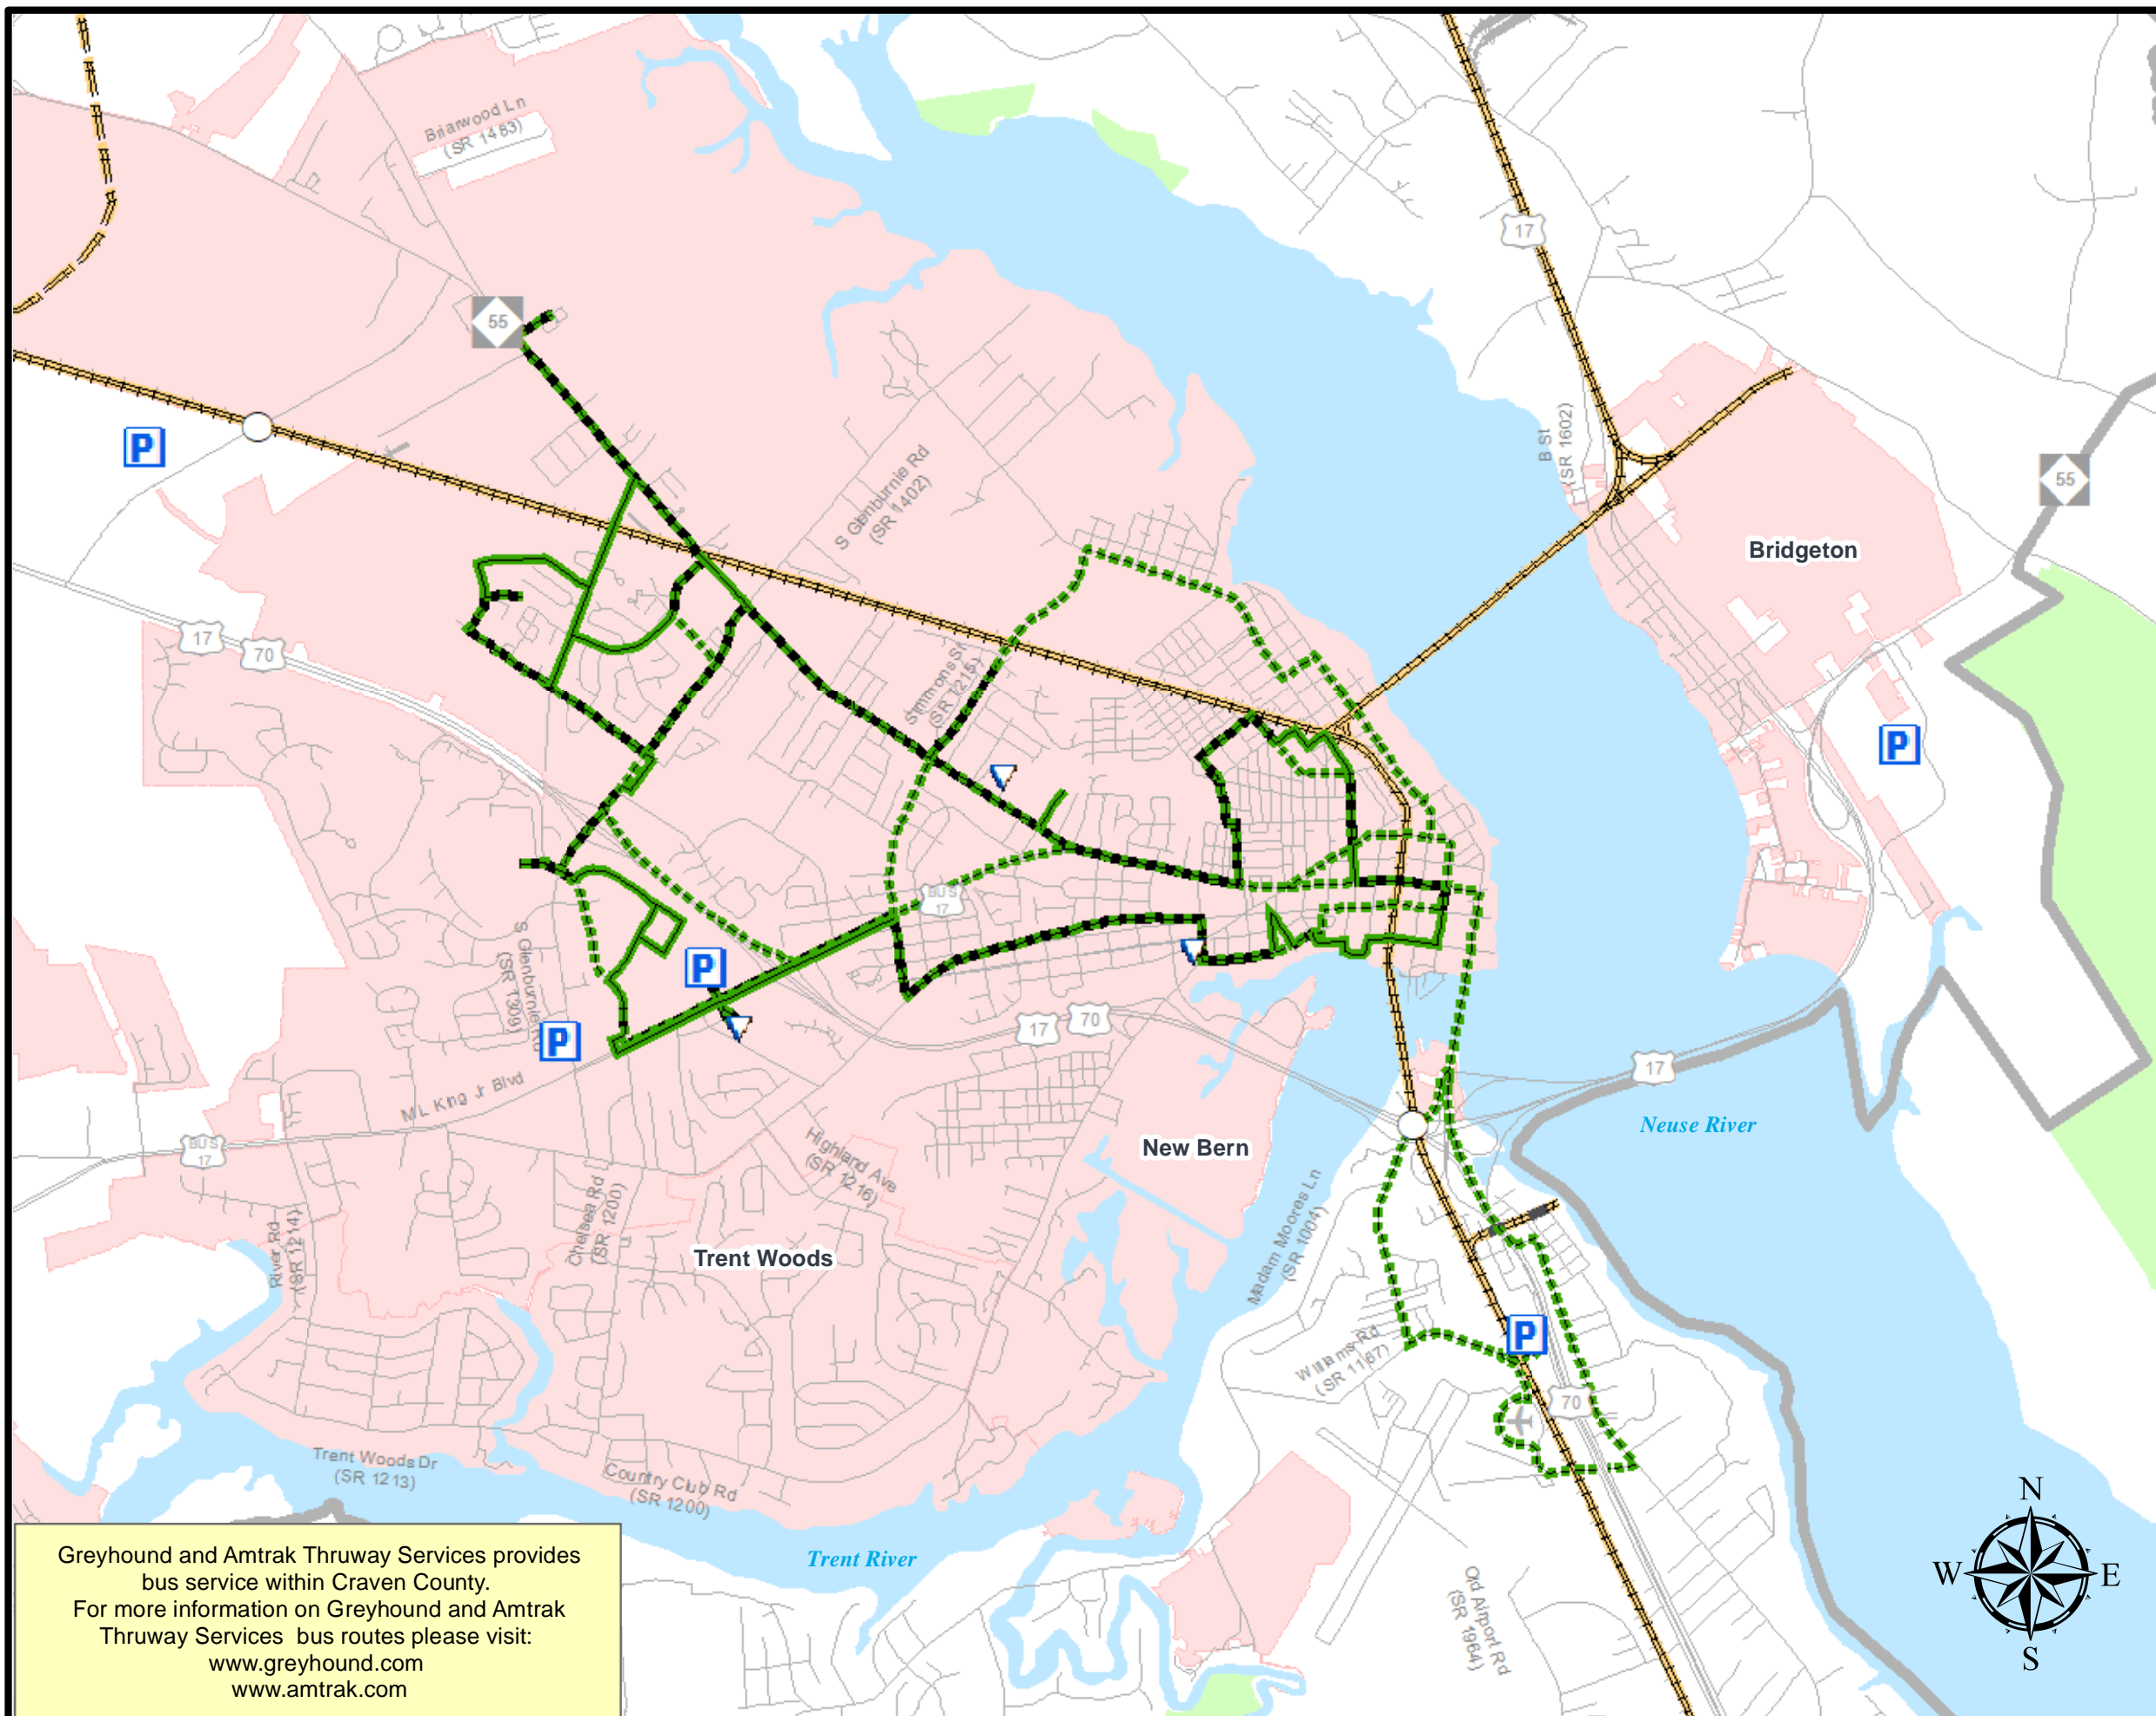 Briarwood Ln
(SR 1483)
55
17
S Glenburnie Rd
(SR 1402)
B St
(SR 1602)
55
Bridgeton
17
70
Simmons St
(SR 1215)
P
P
BUS
17
S Glenburnie Rd
(SR 1309)
P
P
17
70
17
M L King Jr Blvd
BUS
17
Neuse River
New Bern
Highland Ave
(SR 1216)
Chelsea Rd
(SR 1200)
River Rd
(SR 1214)
Trent Woods
Madam Moores Ln
(SR 1004)
P
Williams Rd
(SR 1167)
70
Trent Woods Dr
(SR 1213)
Country Club Rd
(SR 1200)
Trent River
Old Airport Rd
(SR 1964)
N
W
E
S
Greyhound and Amtrak Thruway Services provides
bus service within Craven County.
For more information on Greyhound and Amtrak
Thruway Services bus routes please visit:
www.greyhound.com
www.amtrak.com